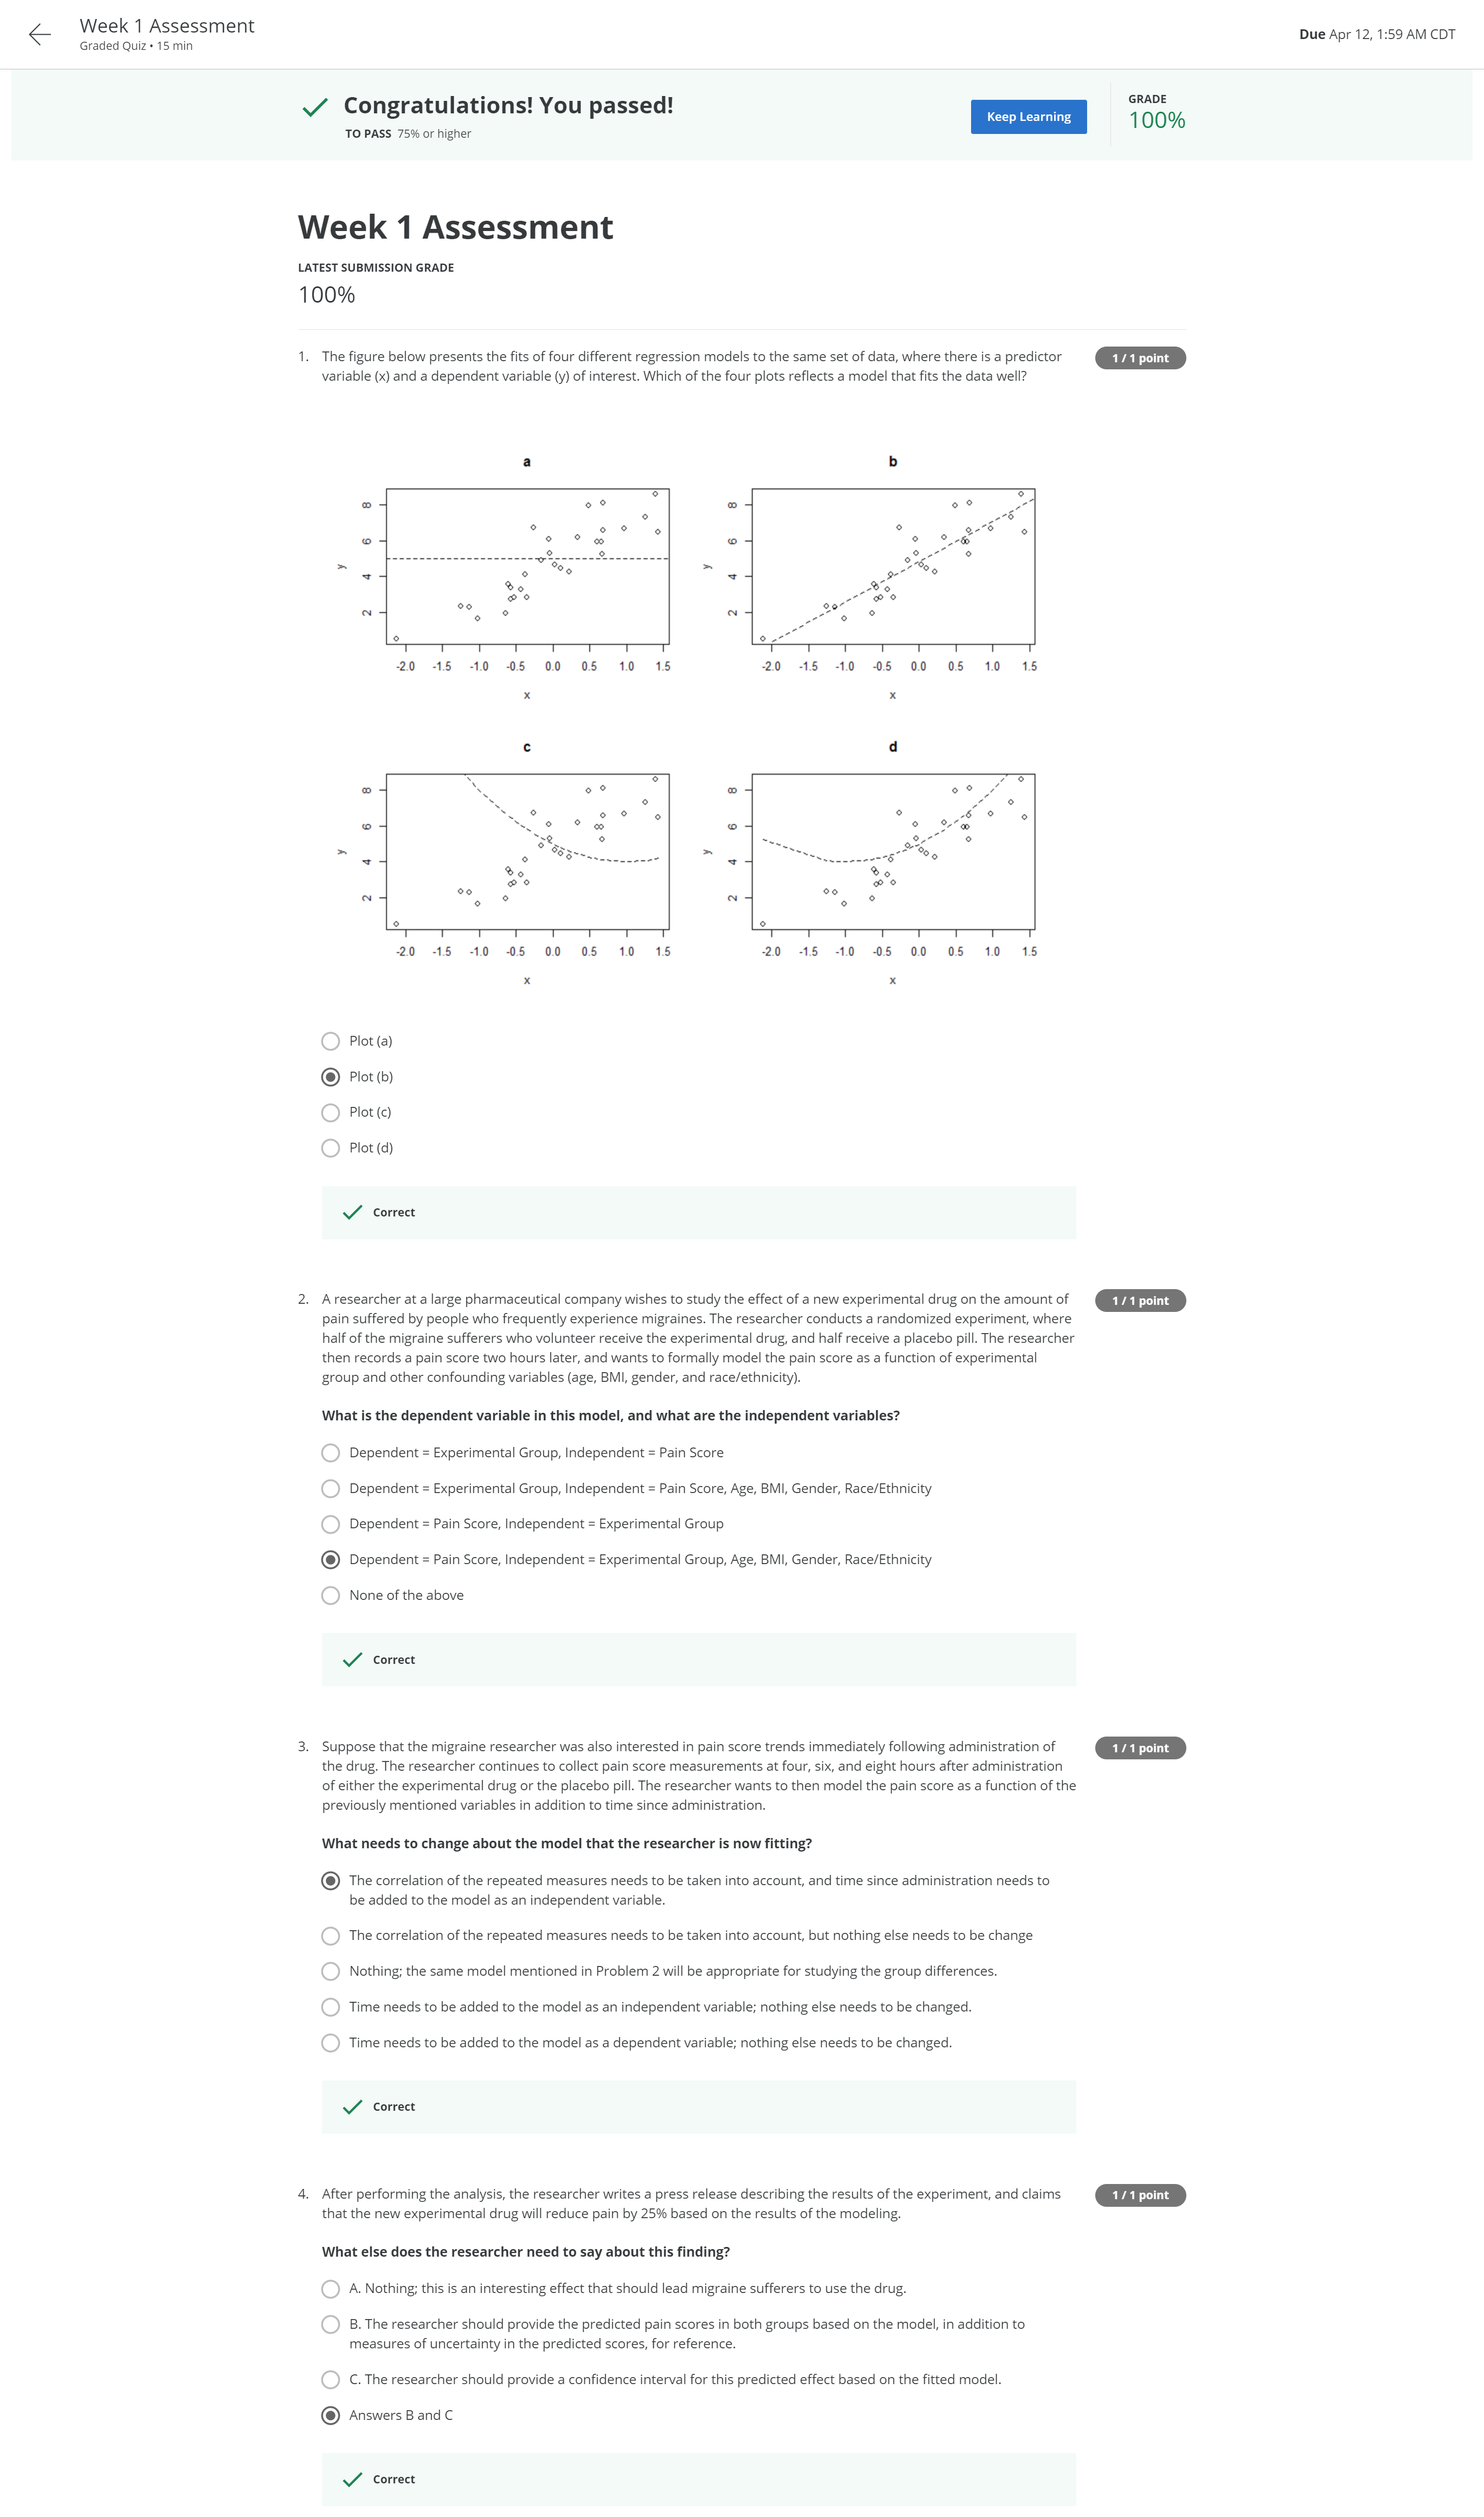 Week 1 Assessment
Graded Quiz • 15 min
Due Apr 12, 1:59 AM CDT
Congratulations! You passed!
TO PASS 75% or higher
Keep Learning
GRADE
100%
Week 1 Assessment
LATEST SUBMISSION GRADE
100%
1. The figure below presents the fits of four different regression models to the same set of data, where there is a predictor
variable (x) and a dependent variable (y) of interest. Which of the four plots reflects a model that fits the data well?
1 / 1 point
a
8
6
4
2
y
-2.0 -1.5 -1.0 -0.5 0.0 0.5 1.0 1.5
x
b
8
6
4
2
y
-2.0 -1.5 -1.0 -0.5 0.0 0.5 1.0 1.5
x
c
8
6
4
2
y
-2.0 -1.5 -1.0 -0.5 0.0 0.5 1.0 1.5
x
d
8
6
4
2
y
-2.0 -1.5 -1.0 -0.5 0.0 0.5 1.0 1.5
x
Plot (a)
Plot (b)
Plot (c)
Plot (d)
Correct
2. A researcher at a large pharmaceutical company wishes to study the effect of a new experimental drug on the amount of
pain suffered by people who frequently experience migraines. The researcher conducts a randomized experiment, where
half of the migraine sufferers who volunteer receive the experimental drug, and half receive a placebo pill. The researcher
then records a pain score two hours later, and wants to formally model the pain score as a function of experimental
group and other confounding variables (age, BMI, gender, and race/ethnicity).
1 / 1 point
What is the dependent variable in this model, and what are the independent variables?
Dependent = Experimental Group, Independent = Pain Score
Dependent = Experimental Group, Independent = Pain Score, Age, BMI, Gender, Race/Ethnicity
Dependent = Pain Score, Independent = Experimental Group
Dependent = Pain Score, Independent = Experimental Group, Age, BMI, Gender, Race/Ethnicity
None of the above
Correct
3. Suppose that the migraine researcher was also interested in pain score trends immediately following administration of
the drug. The researcher continues to collect pain score measurements at four, six, and eight hours after administration
of either the experimental drug or the placebo pill. The researcher wants to then model the pain score as a function of the
previously mentioned variables in addition to time since administration.
1 / 1 point
What needs to change about the model that the researcher is now fitting?
The correlation of the repeated measures needs to be taken into account, and time since administration needs to
be added to the model as an independent variable.
The correlation of the repeated measures needs to be taken into account, but nothing else needs to be change
Nothing; the same model mentioned in Problem 2 will be appropriate for studying the group differences.
Time needs to be added to the model as an independent variable; nothing else needs to be changed.
Time needs to be added to the model as a dependent variable; nothing else needs to be changed.
Correct
4. After performing the analysis, the researcher writes a press release describing the results of the experiment, and claims
that the new experimental drug will reduce pain by 25% based on the results of the modeling.
1 / 1 point
What else does the researcher need to say about this finding?
A. Nothing; this is an interesting effect that should lead migraine sufferers to use the drug.
B. The researcher should provide the predicted pain scores in both groups based on the model, in addition to
measures of uncertainty in the predicted scores, for reference.
C. The researcher should provide a confidence interval for this predicted effect based on the fitted model.
Answers B and C
Correct